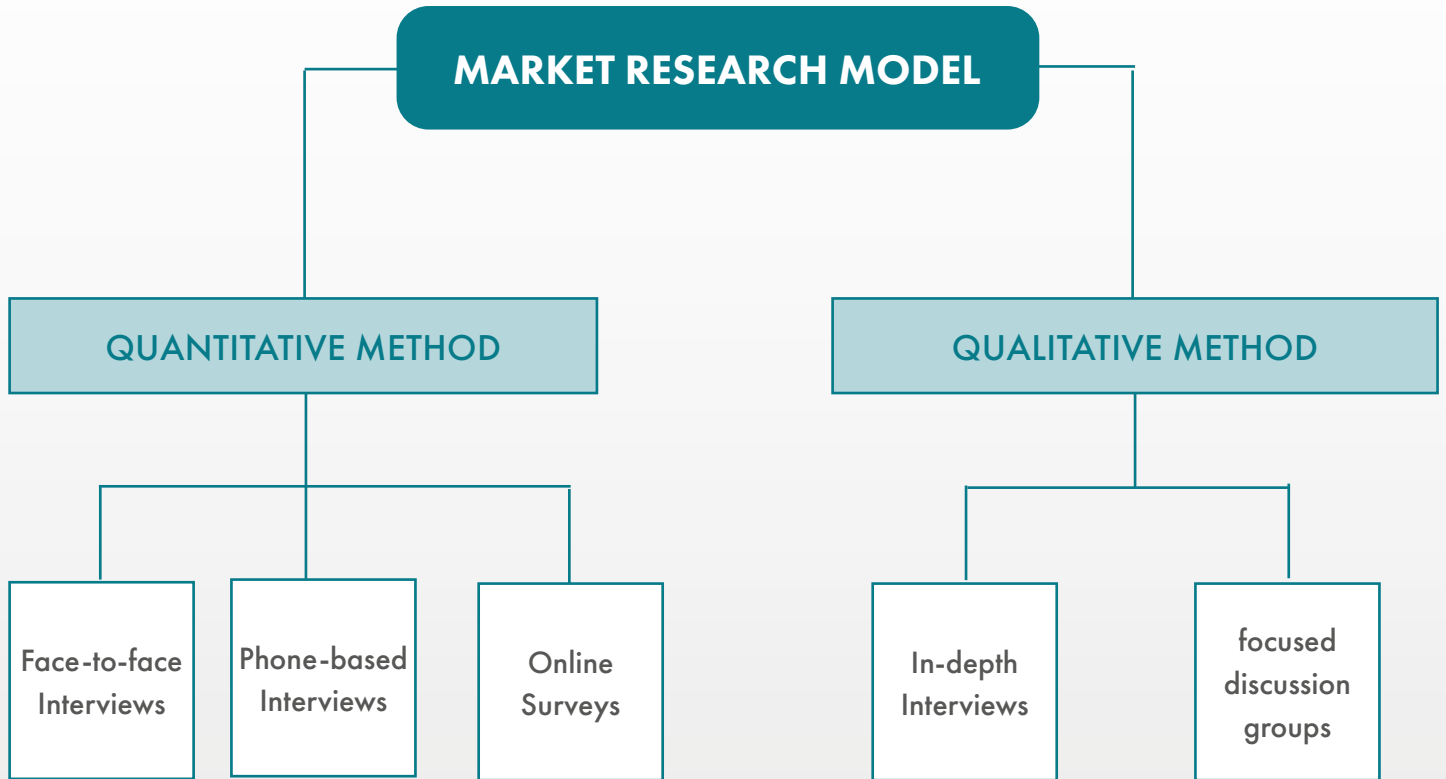 MARKET RESEARCH MODEL
QUANTITATIVE METHOD
QUALITATIVE METHOD
Face-to-face
Interviews
Phone-based
Interviews
Online
Surveys
In-depth
Interviews
focused
discussion
groups